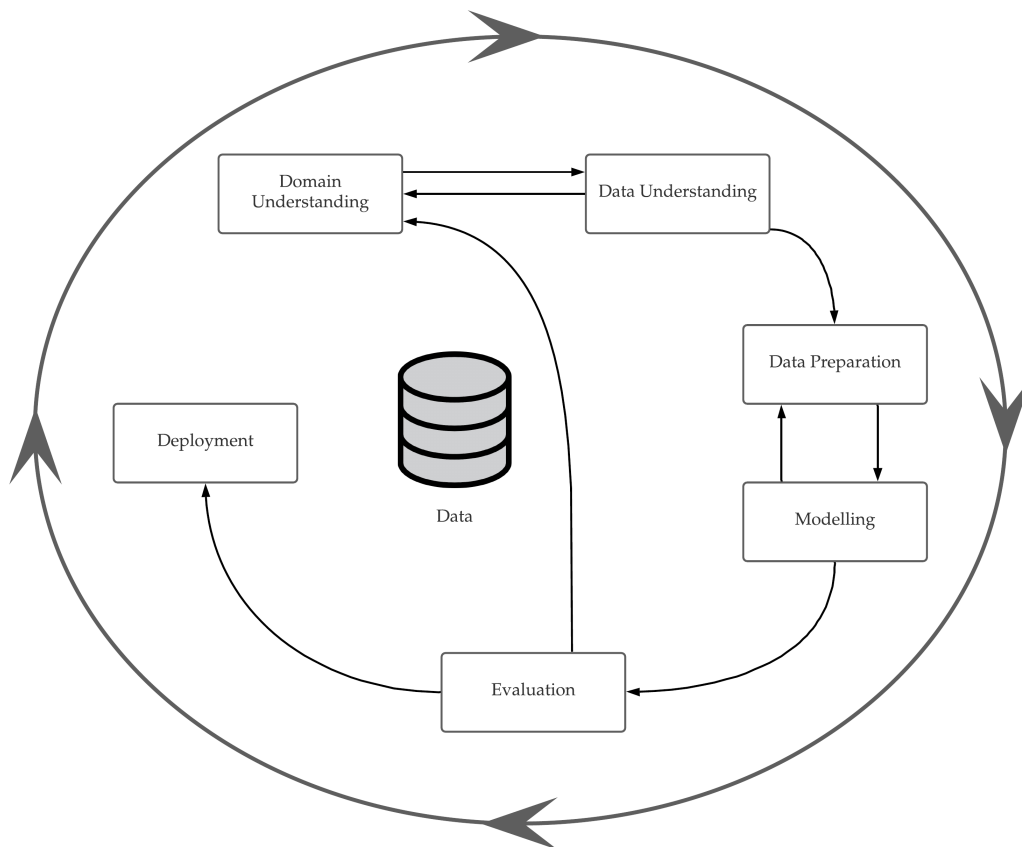 Domain
Understanding
Data Understanding
Data Preparation
Deployment
Data
Modelling
Evaluation